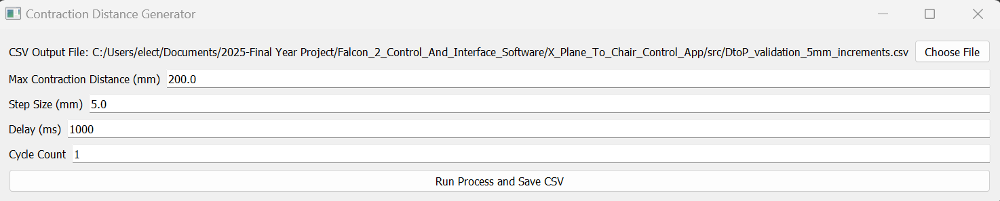 Contraction Distance Generator
CSV Output File: C:/Users/elect/Documents/2025-Final Year Project/Falcon_2_Control_And_Interface_Software/X_Plane_To_Chair_Control_App/src/DtoP_validation_5mm_increments.csv Choose File
Max Contraction Distance (mm) 200.0
Step Size (mm) 5.0
Delay (ms) 1000
Cycle Count 1
Run Process and Save CSV